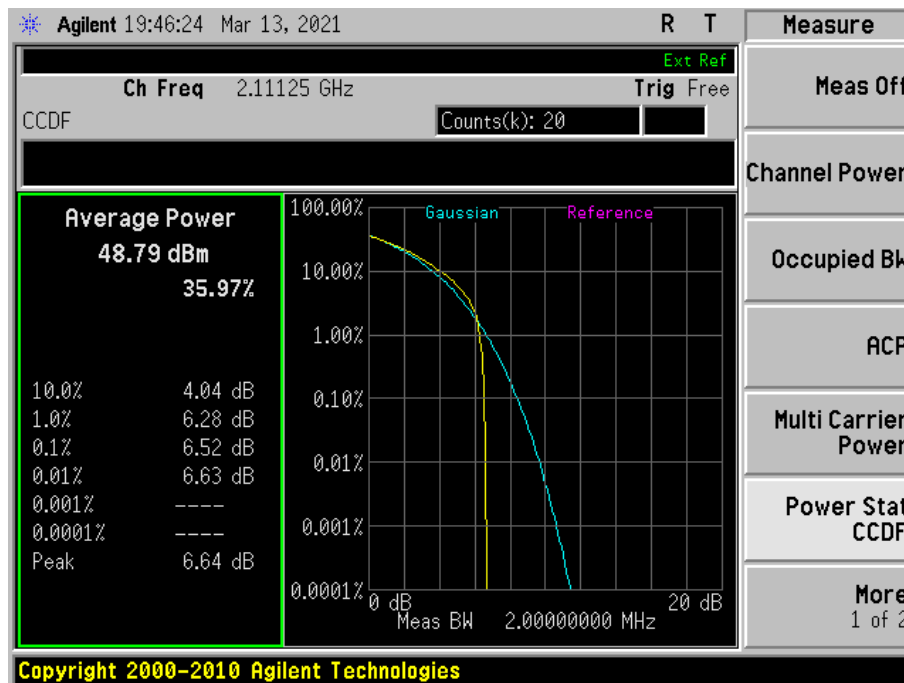 Agilent 19:46:24 Mar 13, 2021 R T
Measure
Ext Ref
Ch Freq 2.11125 GHz Trig Free
CCDF Counts(k): 20
Meas Off
Channel Power
Occupied BW
ACP
Multi Carrier
Power
Power Stat
CCDF
More
1 of 2
Average Power
48.79 dBm
35.97%
10.0% 4.04 dB
1.0% 6.28 dB
0.1% 6.52 dB
0.01% 6.63 dB
0.001% ----
0.0001% ----
Peak 6.64 dB
Gaussian Reference
100.00%
10.00%
1.00%
0.10%
0.01%
0.001%
0.0001%
0 dB 20 dB
Meas BW 2.00000000 MHz
Copyright 2000-2010 Agilent Technologies